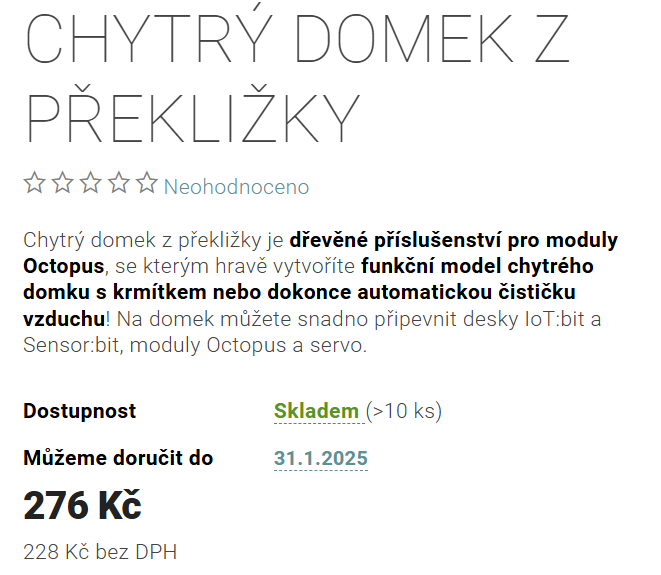 CHYTRÝ DOMEK Z
PŘEKLIŽKY
Neohodnoceno
Chytrý domek z překližky je dřevěné příslušenství pro moduly
Octopus, se kterým hravě vytvoříte funkční model chytrého
domku s krmítkem nebo dokonce automatickou čističku
vzduchu! Na domek můžete snadno připevnit desky IoT:bit a
Sensor:bit, moduly Octopus a servo.
Dostupnost Skladem (>10 ks)
Můžeme doručit do 31.1.2025
276 Kč
228 Kč bez DPH